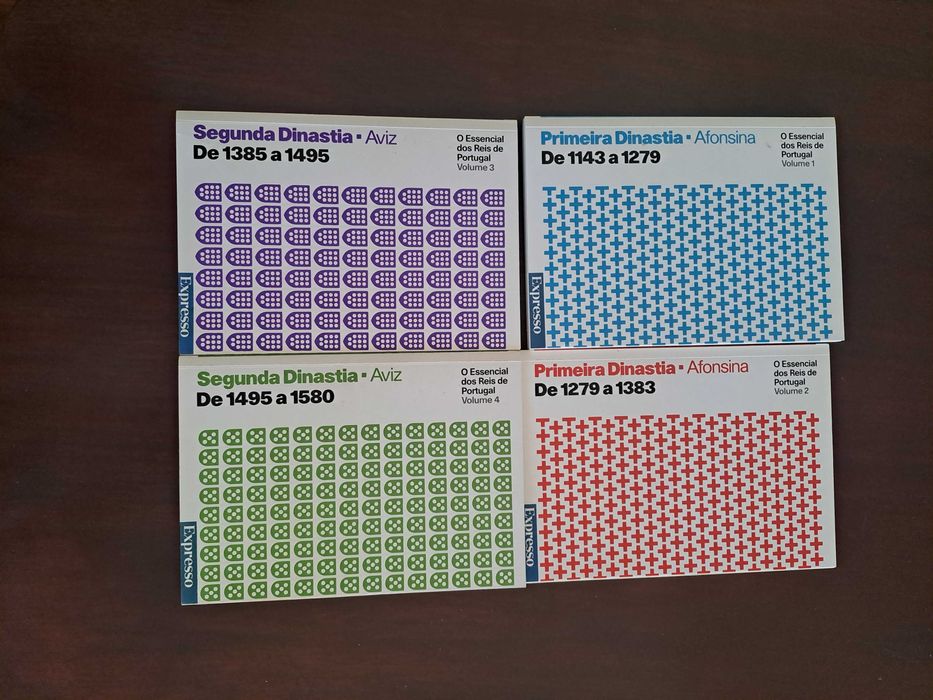 Segunda Dinastia ▪ Aviz
De 1385 a 1495
O Essencial
dos Reis de
Portugal
Volume 3
Expresso
Primeira Dinastia ▪ Afonsina
De 1143 a 1279
O Essencial
dos Reis de
Portugal
Volume 1
Expresso
Segunda Dinastia ▪ Aviz
De 1495 a 1580
O Essencial
dos Reis de
Portugal
Volume 4
Expresso
Primeira Dinastia ▪ Afonsina
De 1279 a 1383
O Essencial
dos Reis de
Portugal
Volume 2
Expresso